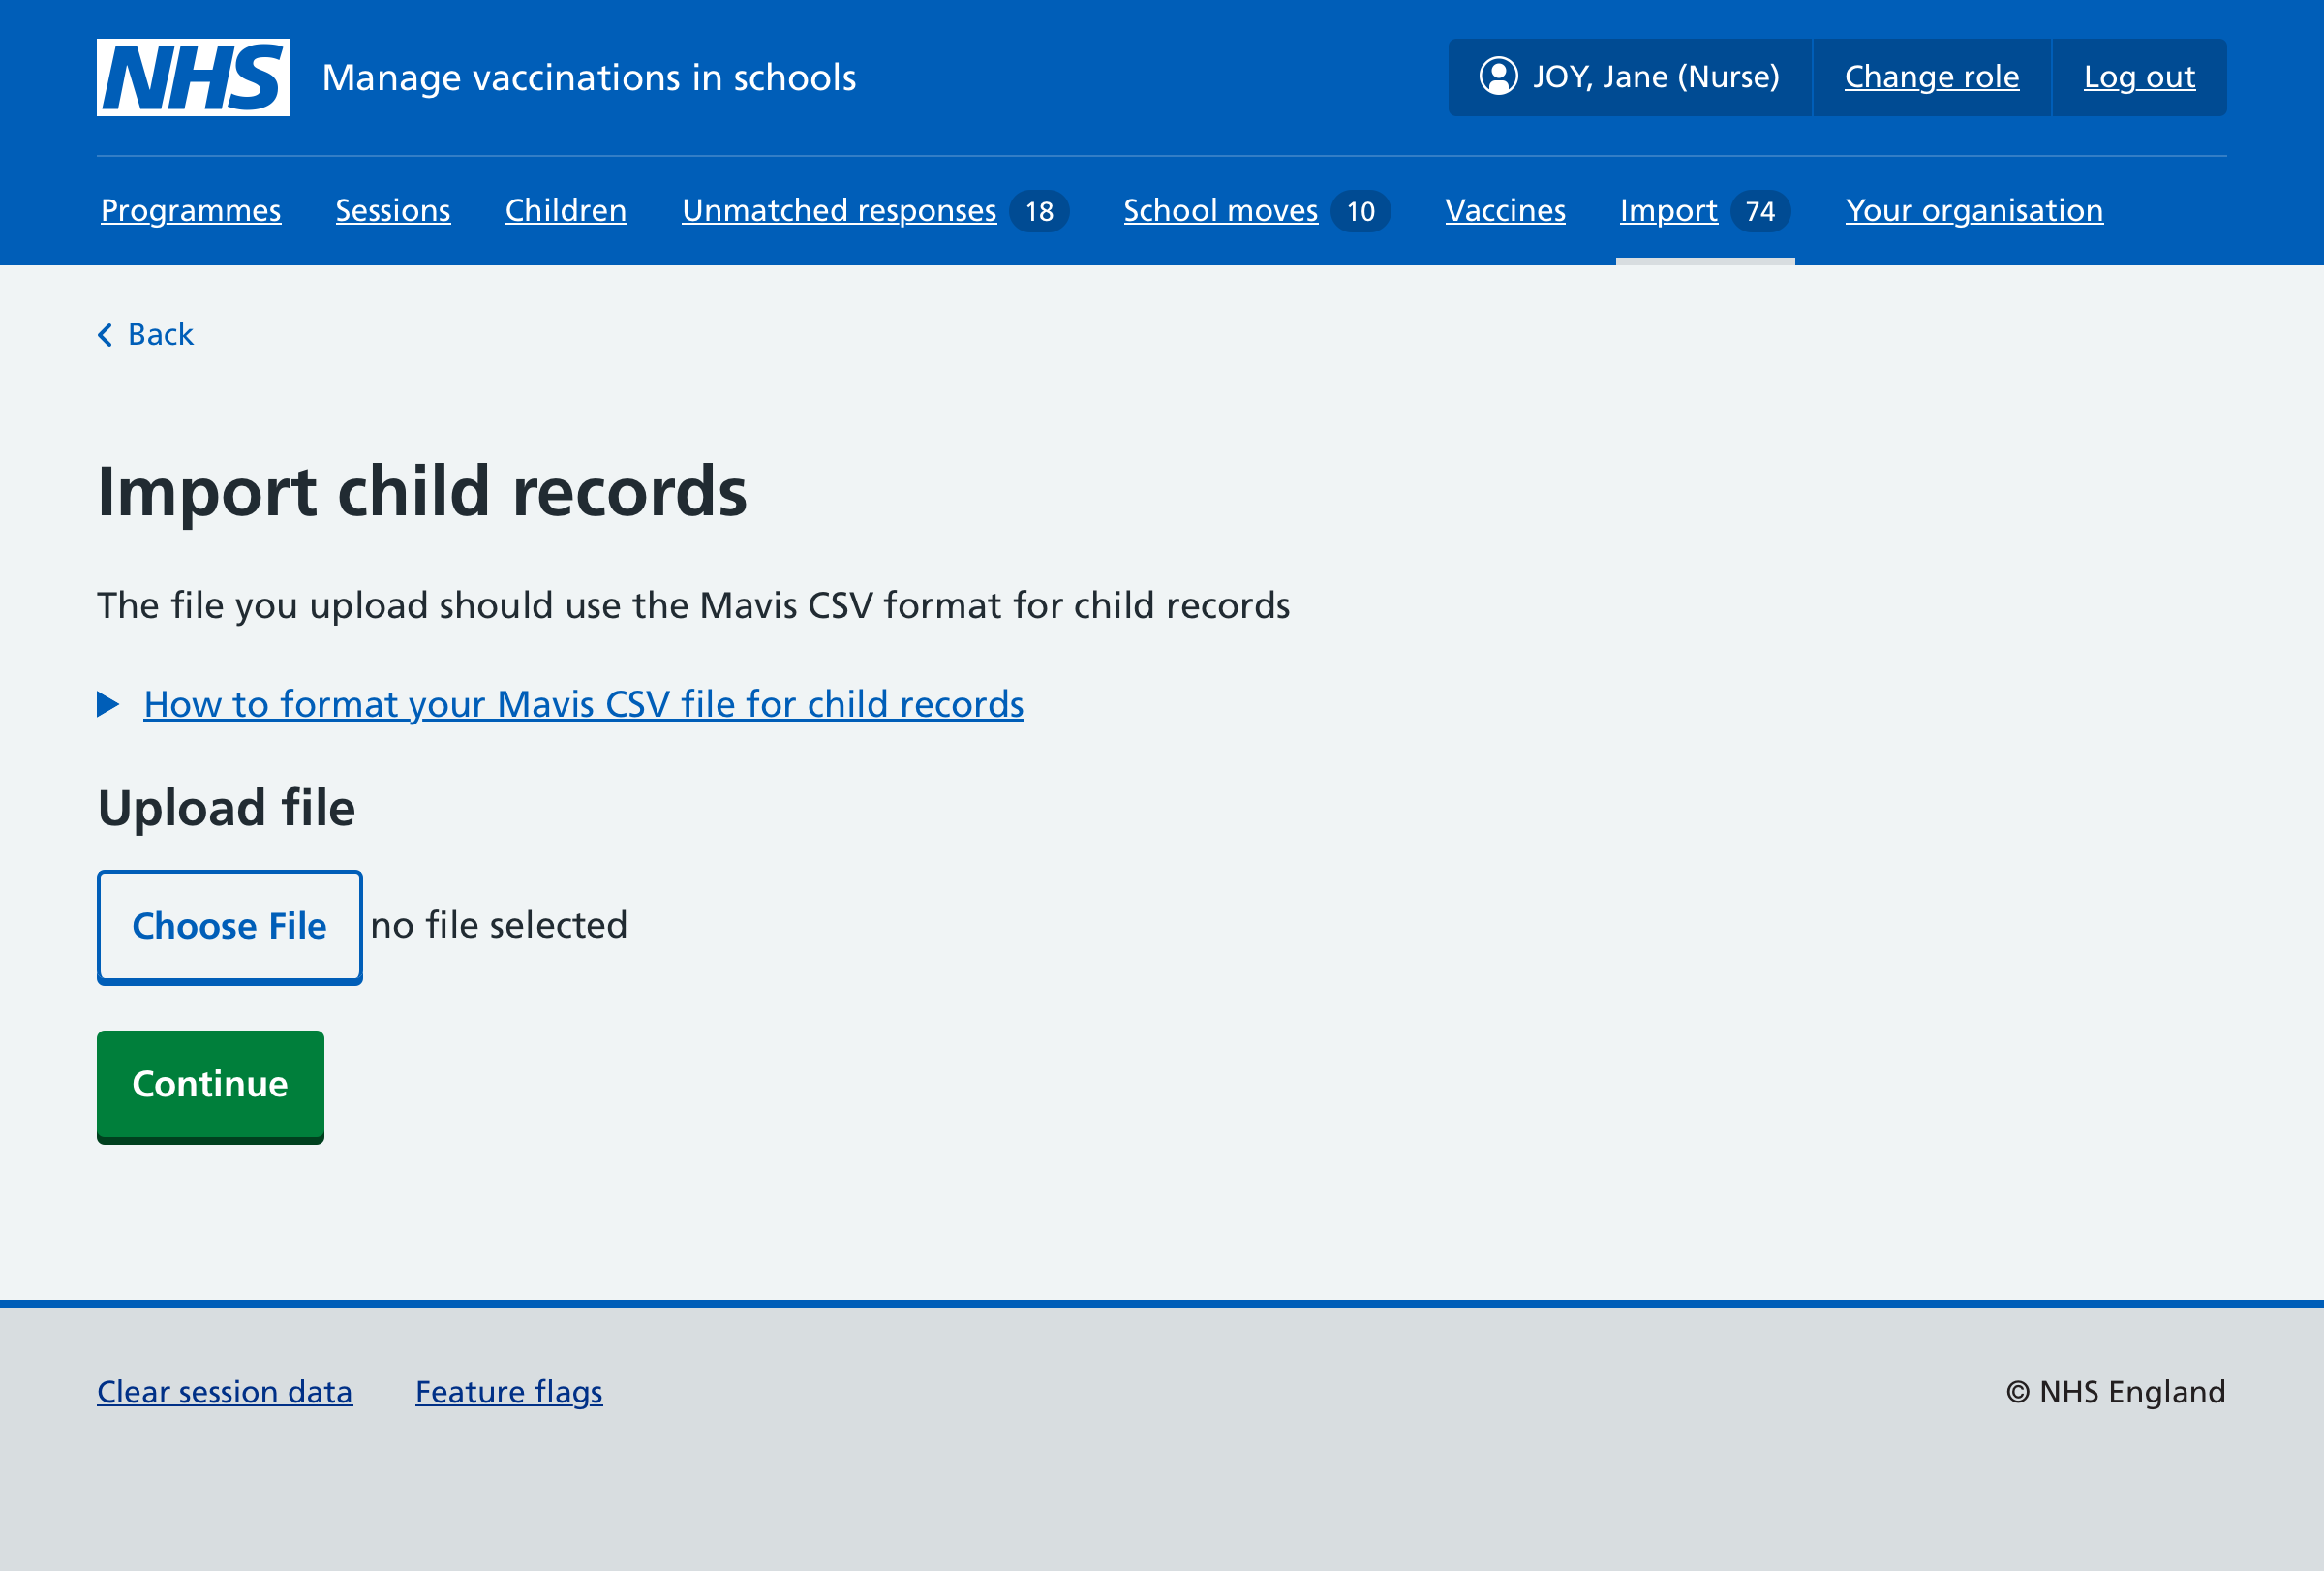 NHS Manage vaccinations in schools JOY, Jane (Nurse) Change role Log out
Programmes Sessions Children Unmatched responses 18 School moves 10 Vaccines Import 74 Your organisation
Back
Import child records
The file you upload should use the Mavis CSV format for child records
How to format your Mavis CSV file for child records
Upload file
Choose File no file selected
Continue
Clear session data Feature flags © NHS England